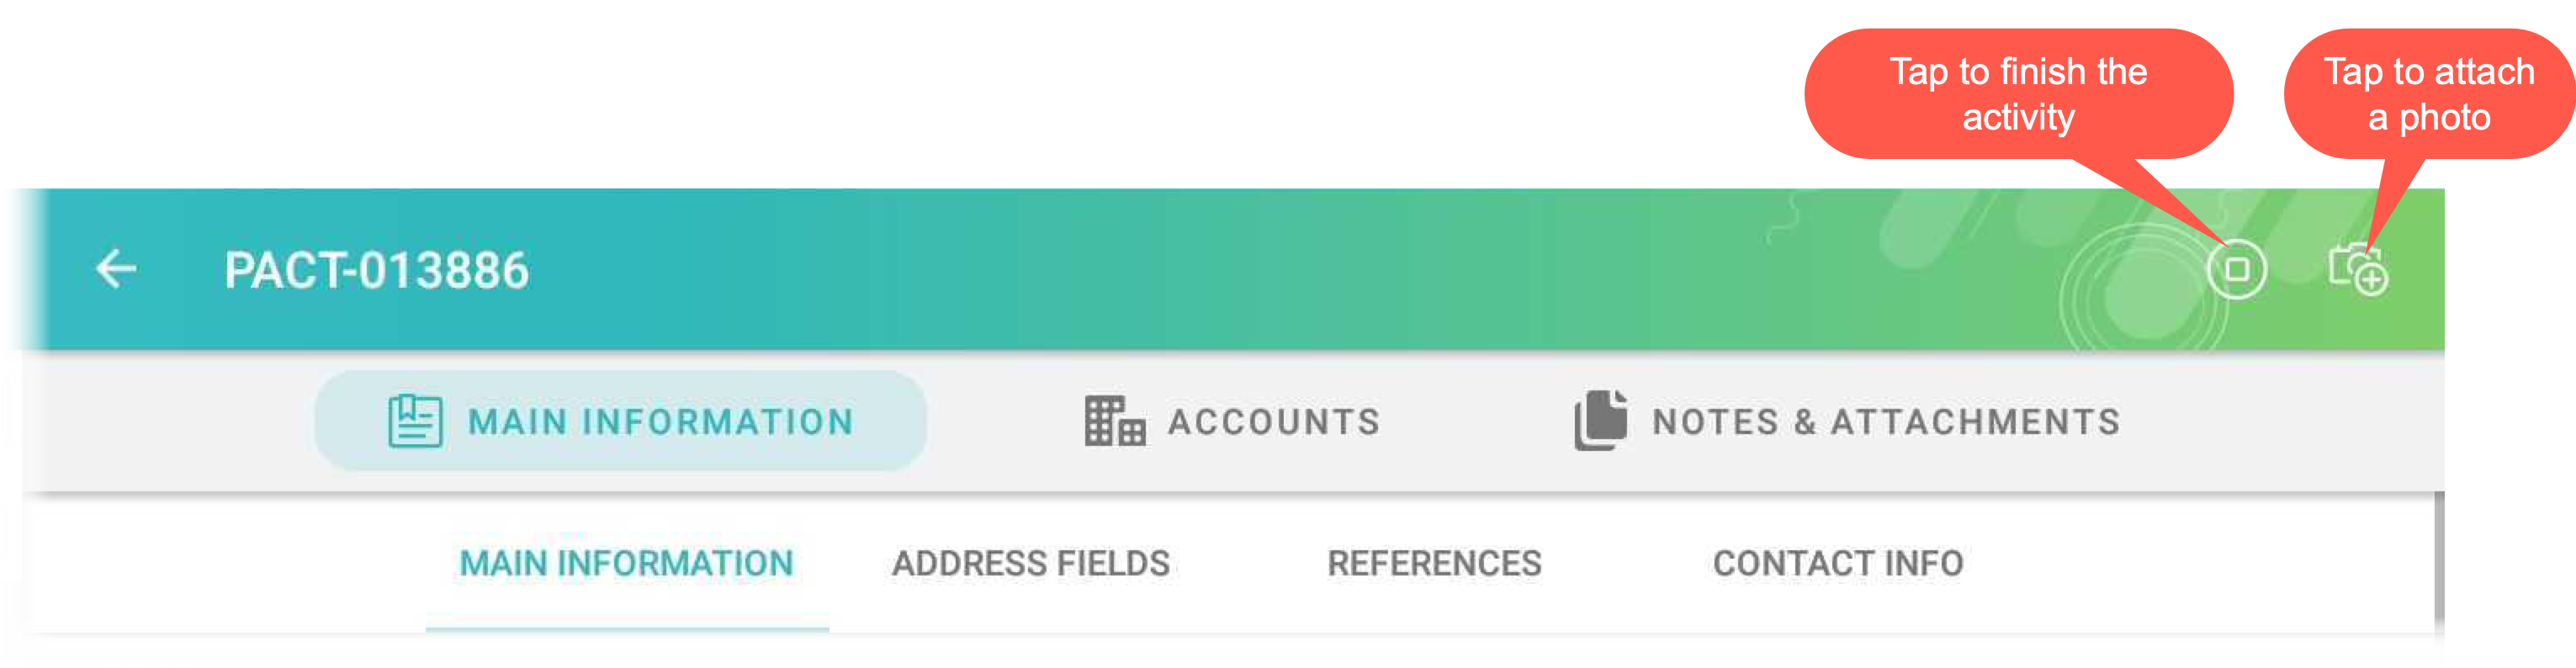 Tap to finish the
activity
Tap to attach
a photo
PACT-013886
MAIN INFORMATION
ACCOUNTS
NOTES & ATTACHMENTS
MAIN INFORMATION
ADDRESS FIELDS
REFERENCES
CONTACT INFO